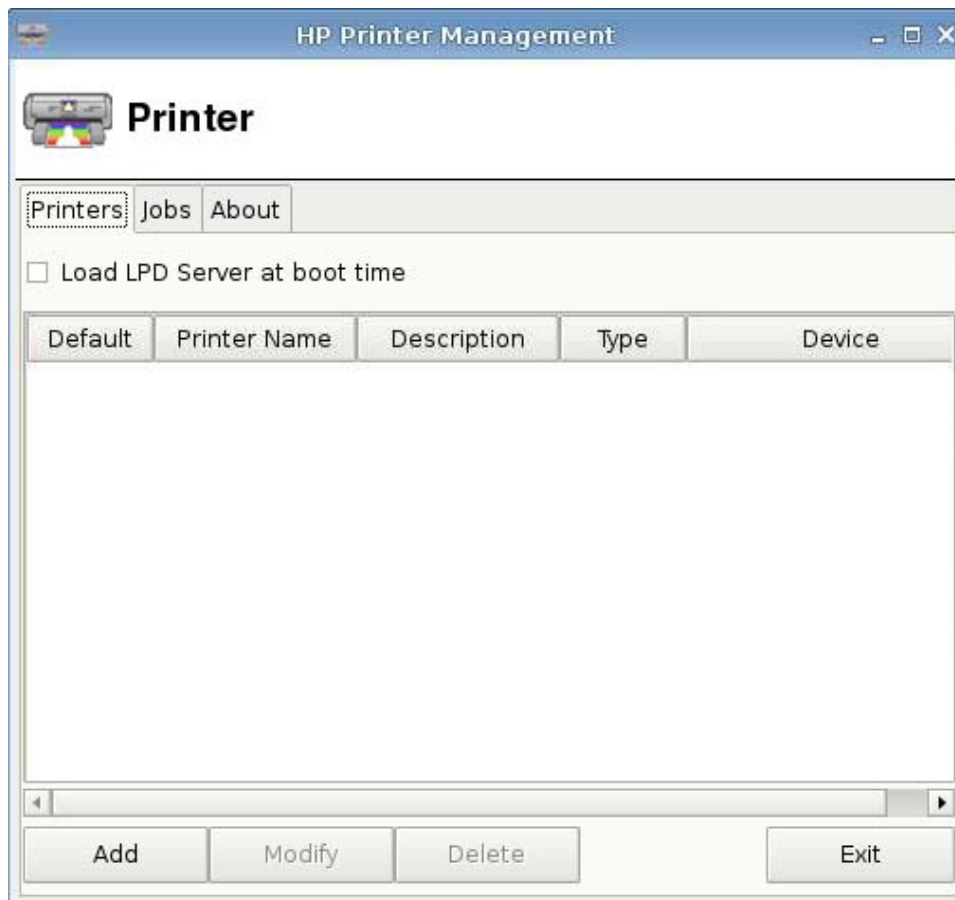 HP Printer Management
Printer
Printers Jobs About
Load LPD Server at boot time
Default Printer Name Description Type Device
Add Modify Delete Exit